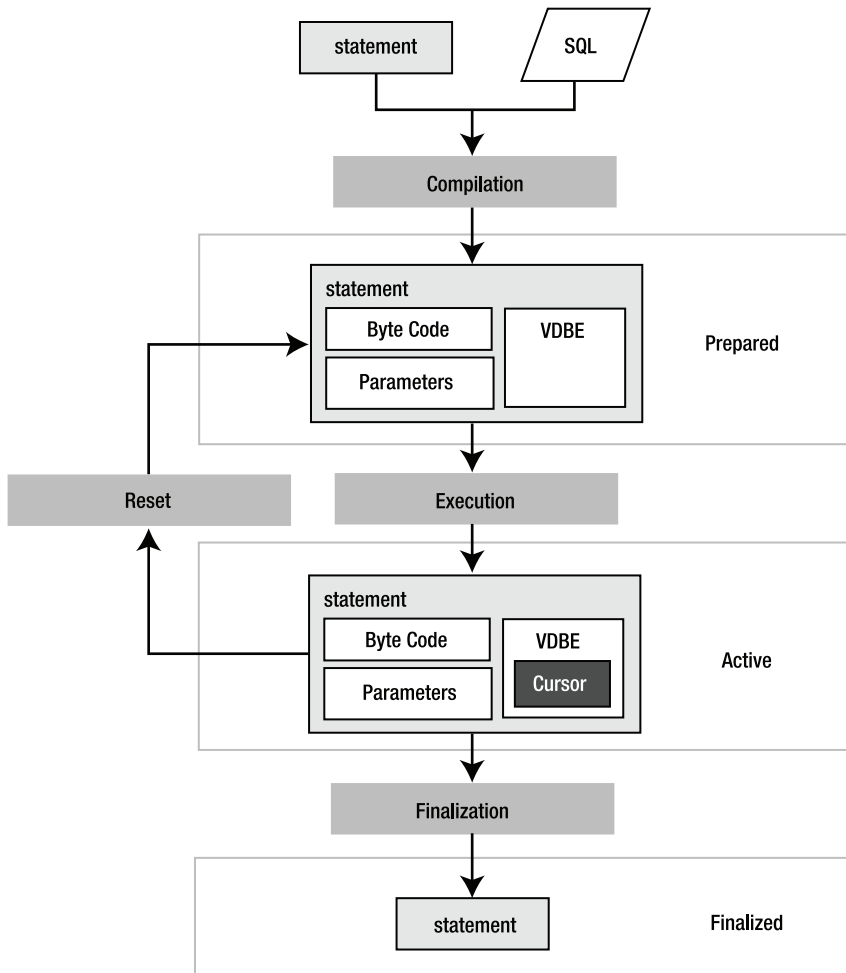 statement
SQL
Compilation
statement
Byte Code
VDBE
Parameters
Prepared
Reset
Execution
statement
Byte Code
VDBE
Parameters
Cursor
Active
Finalization
statement
Finalized